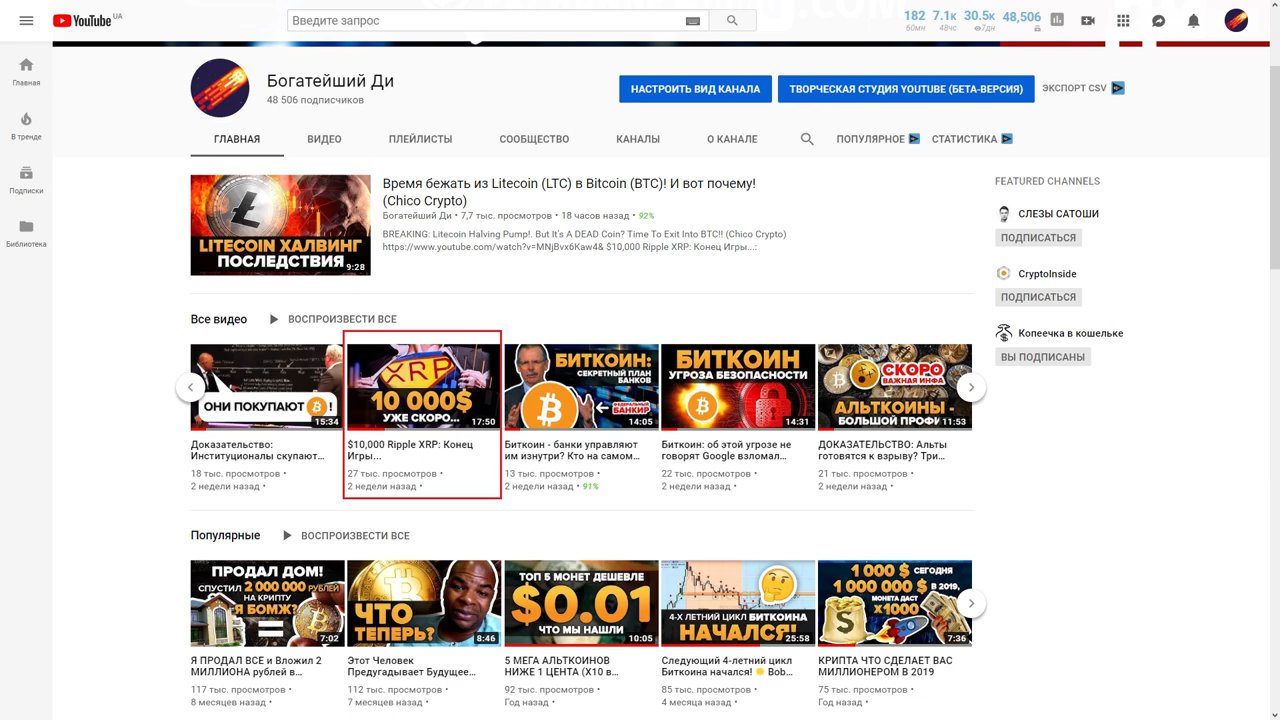 YouTube UA
Введите запрос
182 7.1к 30.5к 48,506
60мн 48чс 7дн
Главная
В тренде
Подписки
Библиотека
Богатейший Ди
48 506 подписчиков
НАСТРОИТЬ ВИД КАНАЛА
ТВОРЧЕСКАЯ СТУДИЯ YOUTUBE (БЕТА-ВЕРСИЯ)
ЭКСПОРТ CSV
ГЛАВНАЯ ВИДЕО ПЛЕЙЛИСТЫ СООБЩЕСТВО КАНАЛЫ О КАНАЛЕ ПОПУЛЯРНОЕ СТАТИСТИКА
LITECOIN ХАЛВИНГ
ПОСЛЕДСТВИЯ
9:28
Время бежать из Litecoin (LTC) в Bitcoin (BTC)! И вот почему!
(Chico Crypto)
Богатейший Ди • 7,7 тыс. просмотров • 18 часов назад • 92%
BREAKING: Litecoin Halving Pump!. But It's A DEAD Coin? Time To Exit Into BTC!! (Chico Crypto)
https://www.youtube.com/watch?v=MNjBvx6Kaw4& $10,000 Ripple XRP: Конец Игры...:
FEATURED CHANNELS
СЛЕЗЫ САТОШИ
ПОДПИСАТЬСЯ
CryptoInside
ПОДПИСАТЬСЯ
Копеечка в кошельке
ВЫ ПОДПИСАНЫ
Все видео ВОСПРОИЗВЕСТИ ВСЕ
ОНИ ПОКУПАЮТ !
15:34
Доказательство:
Институционалы скупают…
18 тыс. просмотров •
2 недели назад •
XRP
10 000$
УЖЕ СКОРО...
17:50
$10,000 Ripple XRP: Конец
Игры...
27 тыс. просмотров •
2 недели назад •
БИТКОИН:
СЕКРЕТНЫЙ ПЛАН
БАНКОВ
ФЕДЕРАЛЬНЫЙ
БАНКИР
14:05
Биткоин - банки управляют
им изнутри? Кто на самом…
13 тыс. просмотров •
2 недели назад • 91%
БИТКОИН
УГРОЗА БЕЗОПАСНОСТИ
14:31
Биткоин: об этой угрозе не
говорят Google взломал…
22 тыс. просмотров •
2 недели назад •
СКОРО
ВАЖНАЯ ИНФА
АЛЬТКОИНЫ -
БОЛЬШОЙ ПРОФИ
11:53
ДОКАЗАТЕЛЬСТВО: Альты
готовятся к взрыву? Три…
21 тыс. просмотров •
2 недели назад •
Популярные ВОСПРОИЗВЕСТИ ВСЕ
ПРОДАЛ ДОМ!
СПУСТИЛ 2 000 000 РУБЛЕЙ
НА КРИПТУ
Я БОМЖ?
7:02
Я ПРОДАЛ ВСЕ и Вложил 2
МИЛЛИОНА рублей в…
117 тыс. просмотров •
8 месяцев назад •
ЧТО
ТЕПЕРЬ?
8:46
Этот Человек
Предугадывает Будущее…
112 тыс. просмотров •
7 месяцев назад •
ТОП 5 МОНЕТ ДЕШЕВЛЕ
$0.01
ЧТО МЫ НАШЛИ
10:05
5 МЕГА АЛЬТКОИНОВ
НИЖЕ 1 ЦЕНТА (X10 в…
92 тыс. просмотров •
Год назад •
4-Х ЛЕТНИЙ ЦИКЛ БИТКОИНА
НАЧАЛСЯ!
25:58
Следующий 4-летний цикл
Биткоина начался! Bob…
85 тыс. просмотров •
4 месяца назад •
1 000 $ СЕГОДНЯ
1 000 000 $ В 2019,
МОНЕТА ДАСТ
X1000
7:36
КРИПТА ЧТО СДЕЛАЕТ ВАС
МИЛЛИОНЕРОМ В 2019
75 тыс. просмотров •
Год назад •